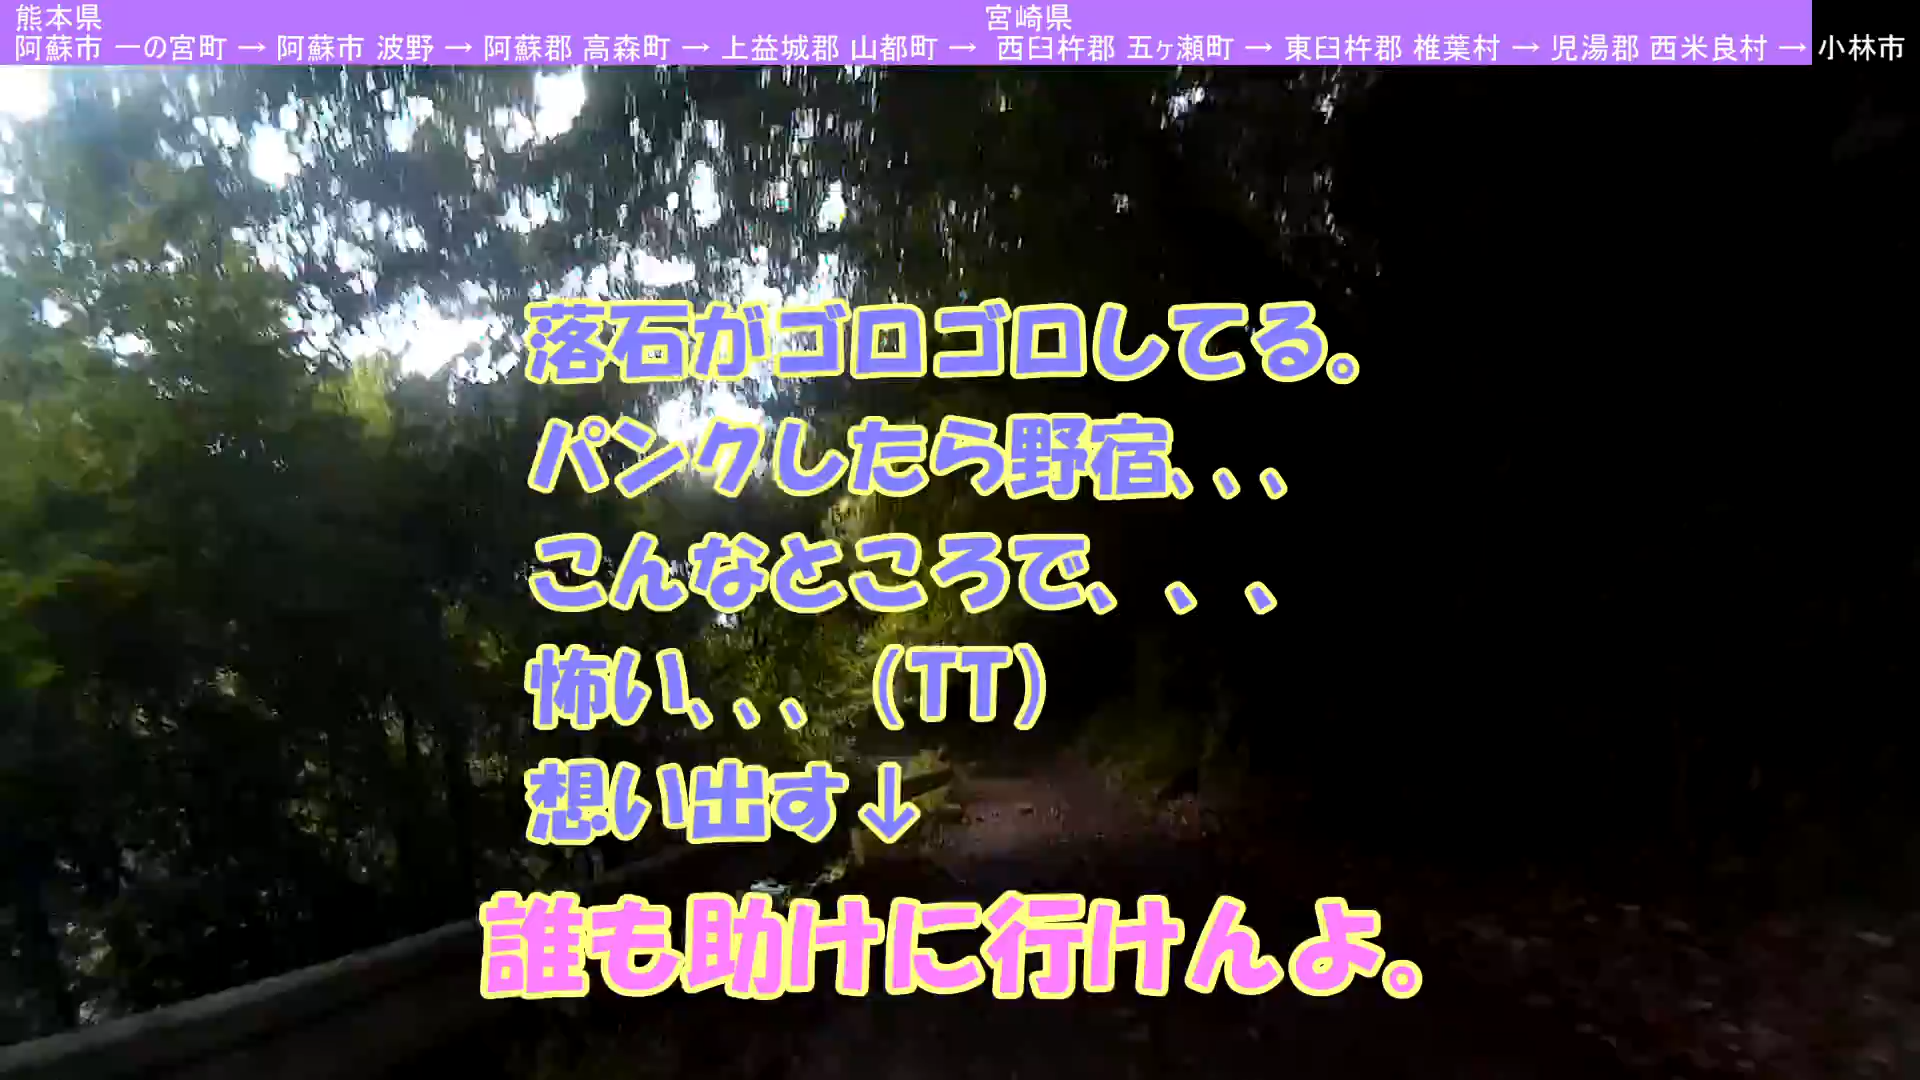 熊本県 宮崎県
阿蘇市 一の宮町 → 阿蘇市 波野 → 阿蘇郡 高森町 → 上益城郡 山都町 → 西臼杵郡 五ヶ瀬町 → 東臼杵郡 椎葉村 → 児湯郡 西米良村 → 小林市
落石がゴロゴロしてる。
パンクしたら野宿､､､
こんなところで、、、
怖い､､､（TT）
想い出す↓
誰も助けに行けんよ。